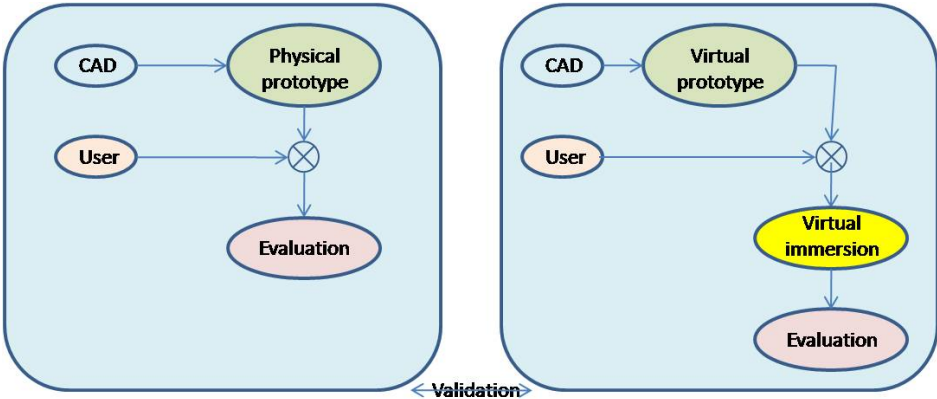 CAD
Physical
prototype
User
Evaluation
CAD
Virtual
prototype
User
Virtual
immersion
Evaluation
Validation